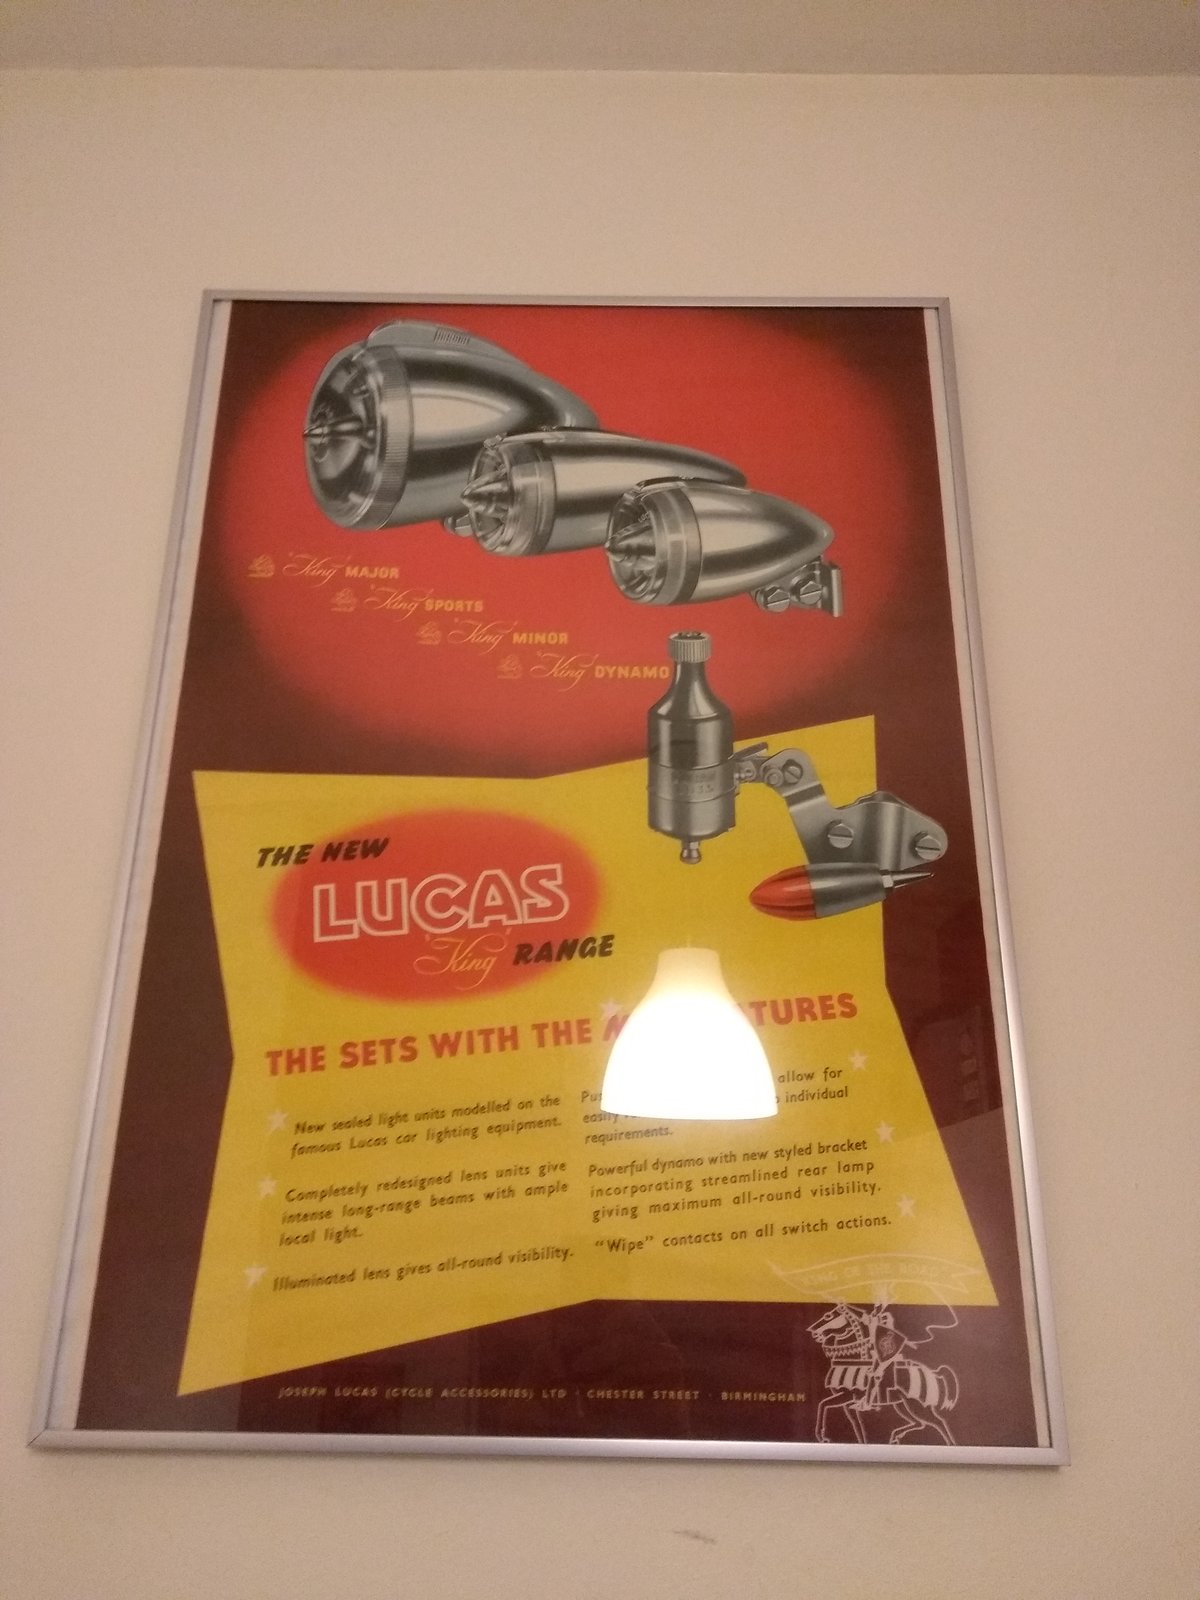 "King" MAJOR
"King" SPORTS
"King" MINOR
"King" DYNAMO
THE NEW
LUCAS
"King" RANGE
THE SETS WITH THE
New sealed light units modelled on the
famous Lucas car lighting equipment.
Completely redesigned lens units give
intense long-range beams with ample
local light.
Illuminated lens gives all-round visibility.
allow for
easily individual
requirements.
Powerful dynamo with new styled bracket
incorporating streamlined rear lamp
giving maximum all-round visibility.
"Wipe" contacts on all switch actions.
KING OF THE ROAD
JOSEPH LUCAS (CYCLE ACCESSORIES) LTD · CHESTER STREET · BIRMINGHAM